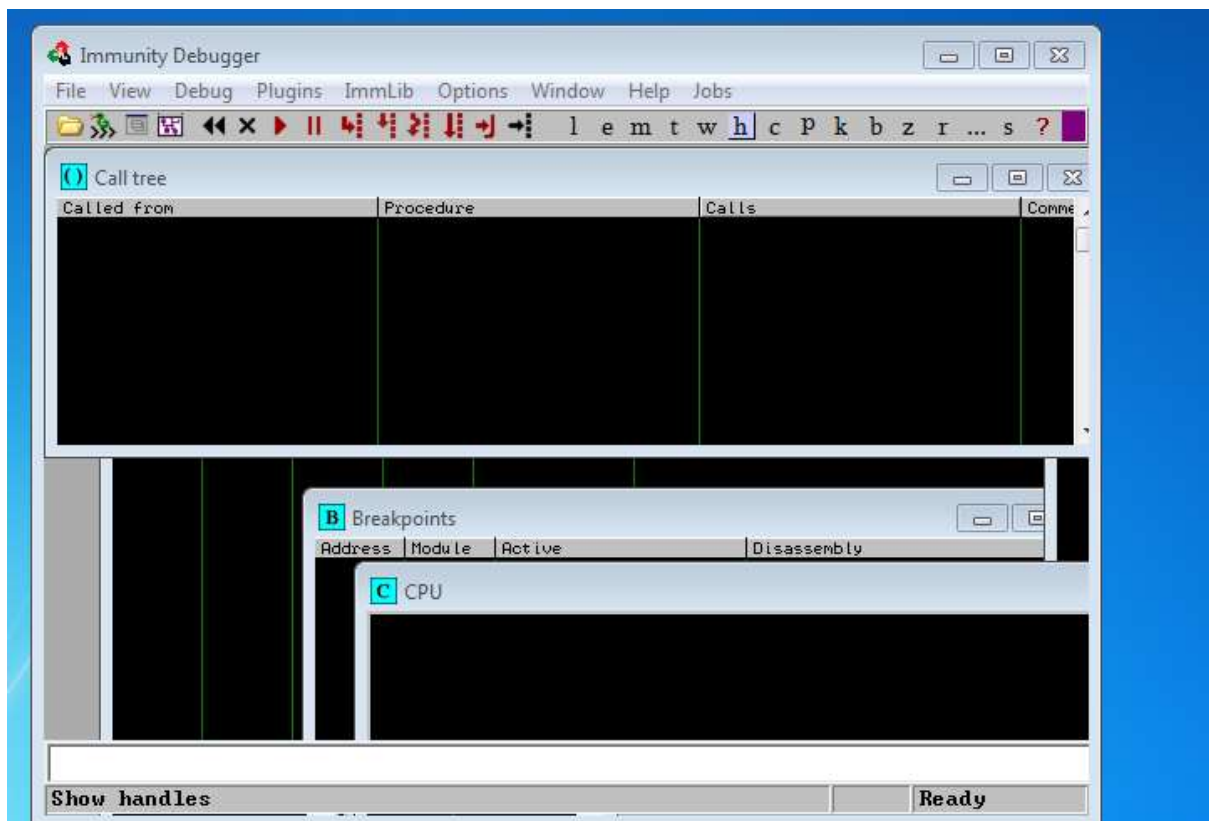 Immunity Debugger
File View Debug Plugins ImmLib Options Window Help Jobs
l e m t w h c P k b z r ... s ?
() Call tree
Called from Procedure Calls Comme
B Breakpoints
Address Module Active Disassembly
C CPU
Show handles Ready